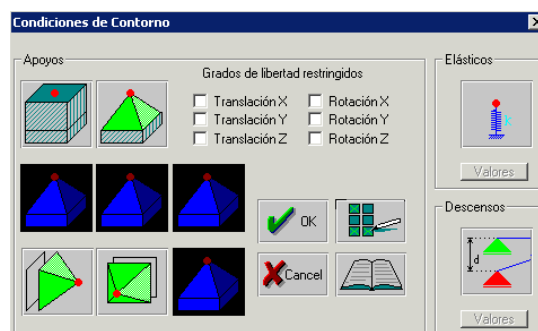 Condiciones de Contorno
Apoyos
Grados de libertad restringidos
Translación X
Rotación X
Translación Y
Rotación Y
Translación Z
Rotación Z
OK
Cancel
Elásticos
k
Valores
Descensos
d
Valores